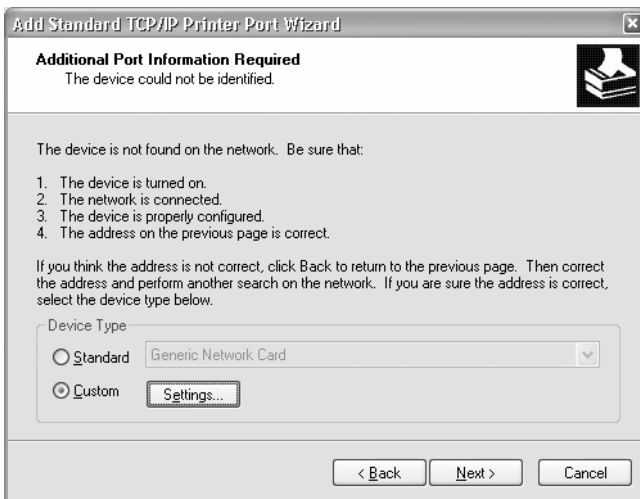 Add Standard TCP/IP Printer Port Wizard
Additional Port Information Required
The device could not be identified.
The device is not found on the network. Be sure that:
1. The device is turned on.
2. The network is connected.
3. The device is properly configured.
4. The address on the previous page is correct.
If you think the address is not correct, click Back to return to the previous page. Then correct
the address and perform another search on the network. If you are sure the address is correct,
select the device type below.
Device Type
Standard Generic Network Card
Custom Settings...
< Back Next > Cancel